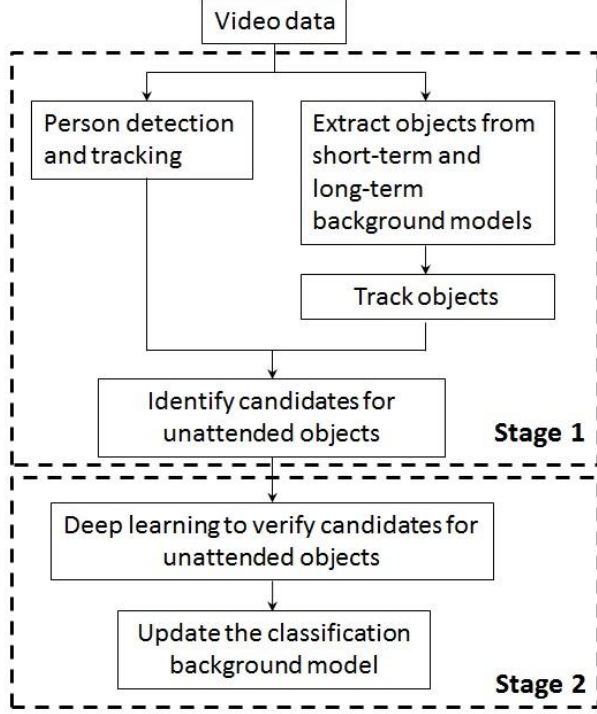 Video data
Person detection
and tracking
Extract objects from
short-term and
long-term
background models
Track objects
Identify candidates for
unattended objects
Stage 1
Deep learning to verify candidates for
unattended objects
Update the classification
background model
Stage 2